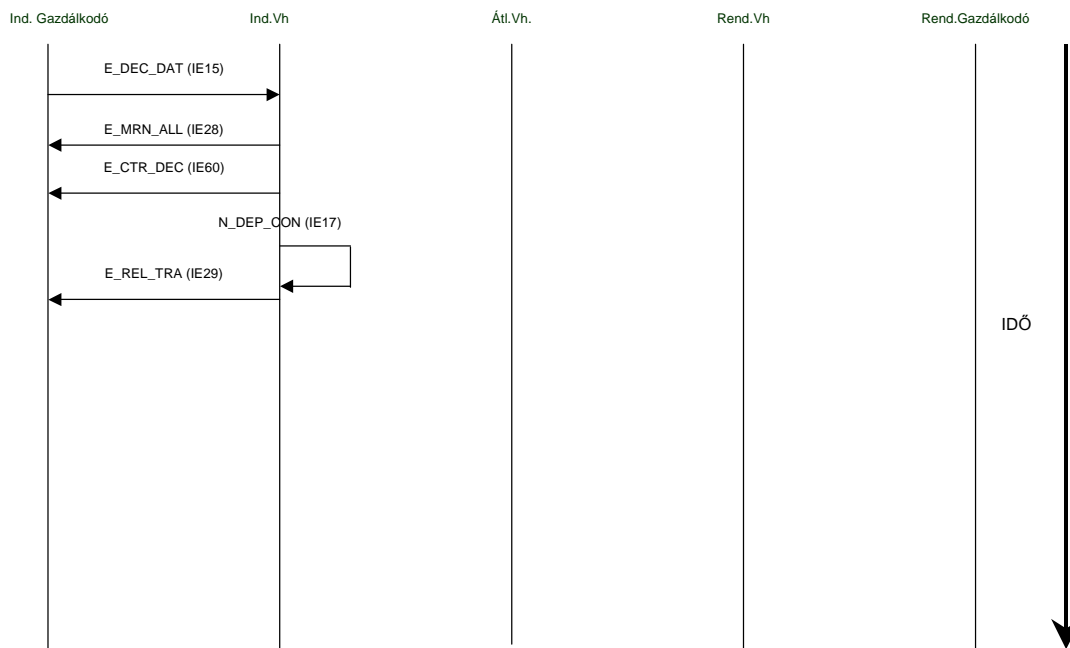 Ind. Gazdálkodó
Ind.Vh
Átl.Vh.
Rend.Vh
Rend.Gazdálkodó
E_DEC_DAT (IE15)
E_MRN_ALL (IE28)
E_CTR_DEC (IE60)
N_DEP_CON (IE17)
E_REL_TRA (IE29)
IDŐ